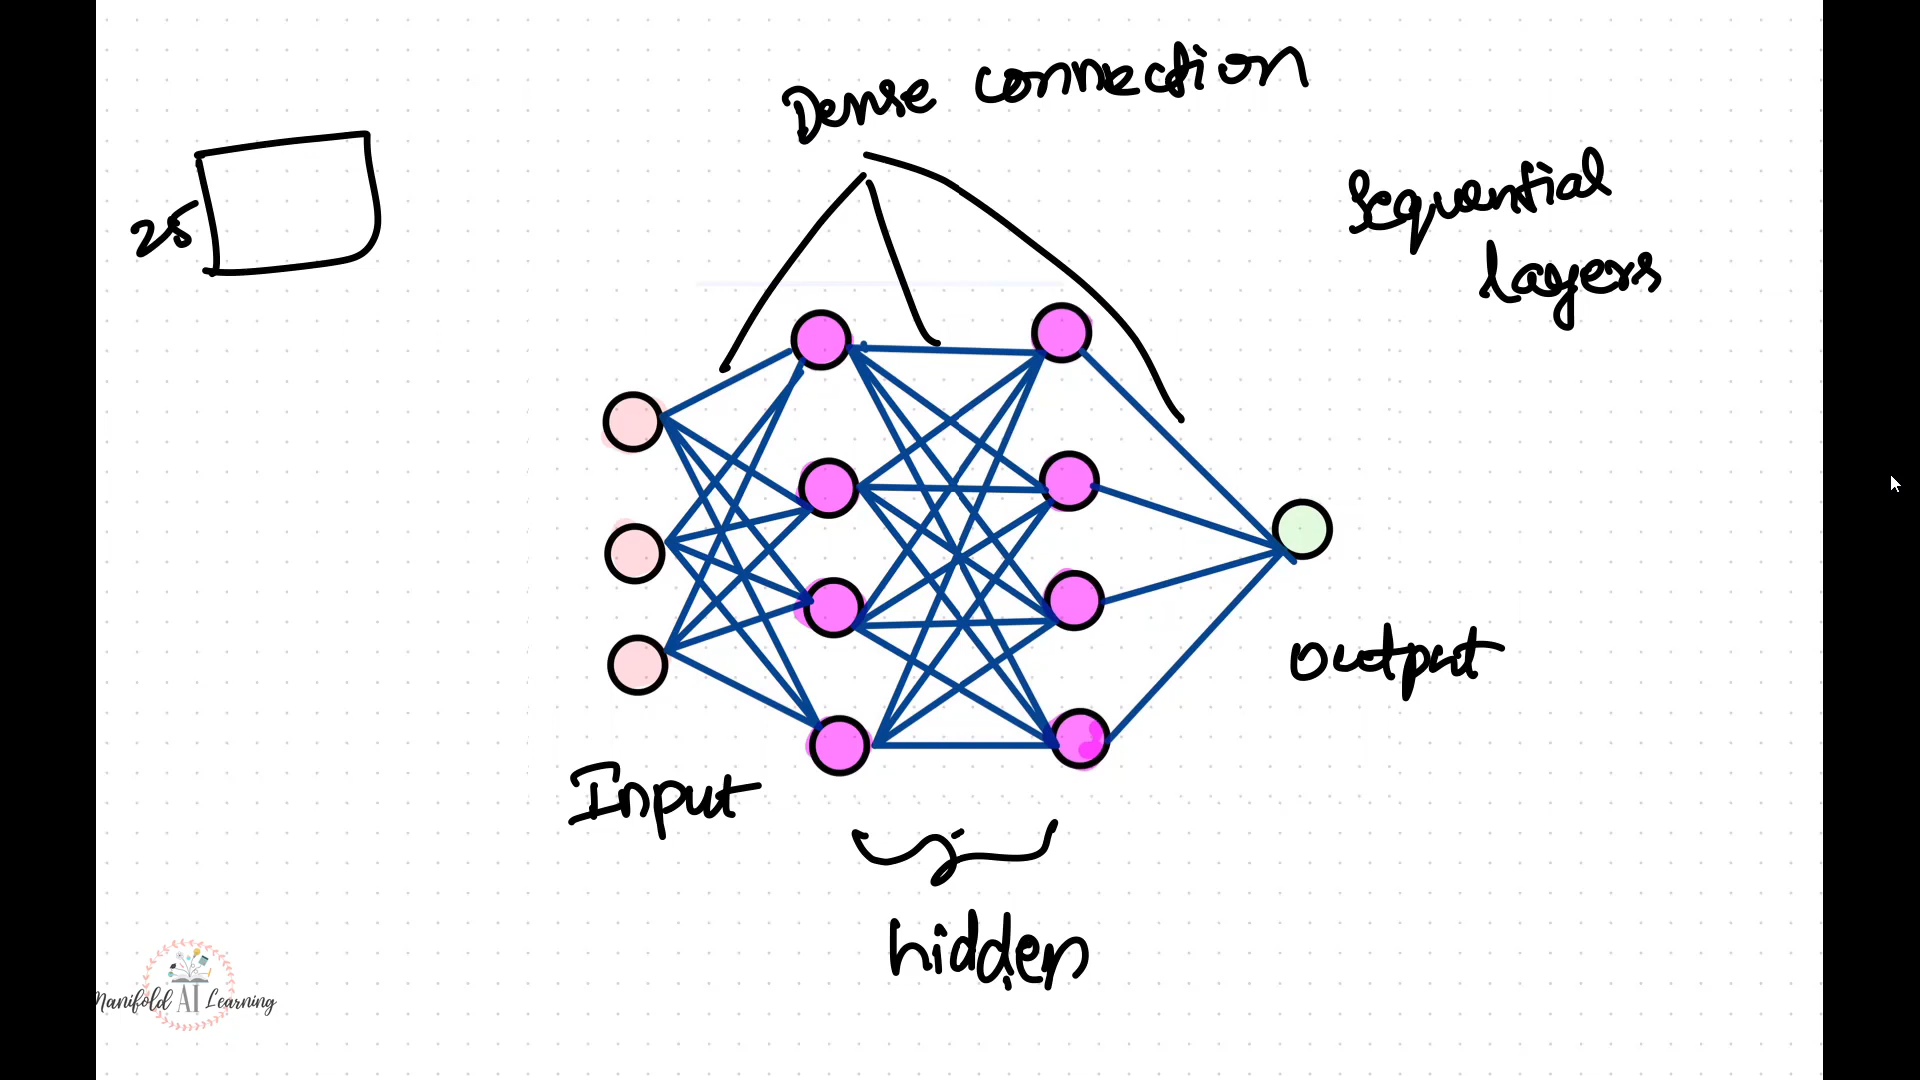 Dense connection
Sequential
layers
25
output
Input
hidden
Manifold AI Learning